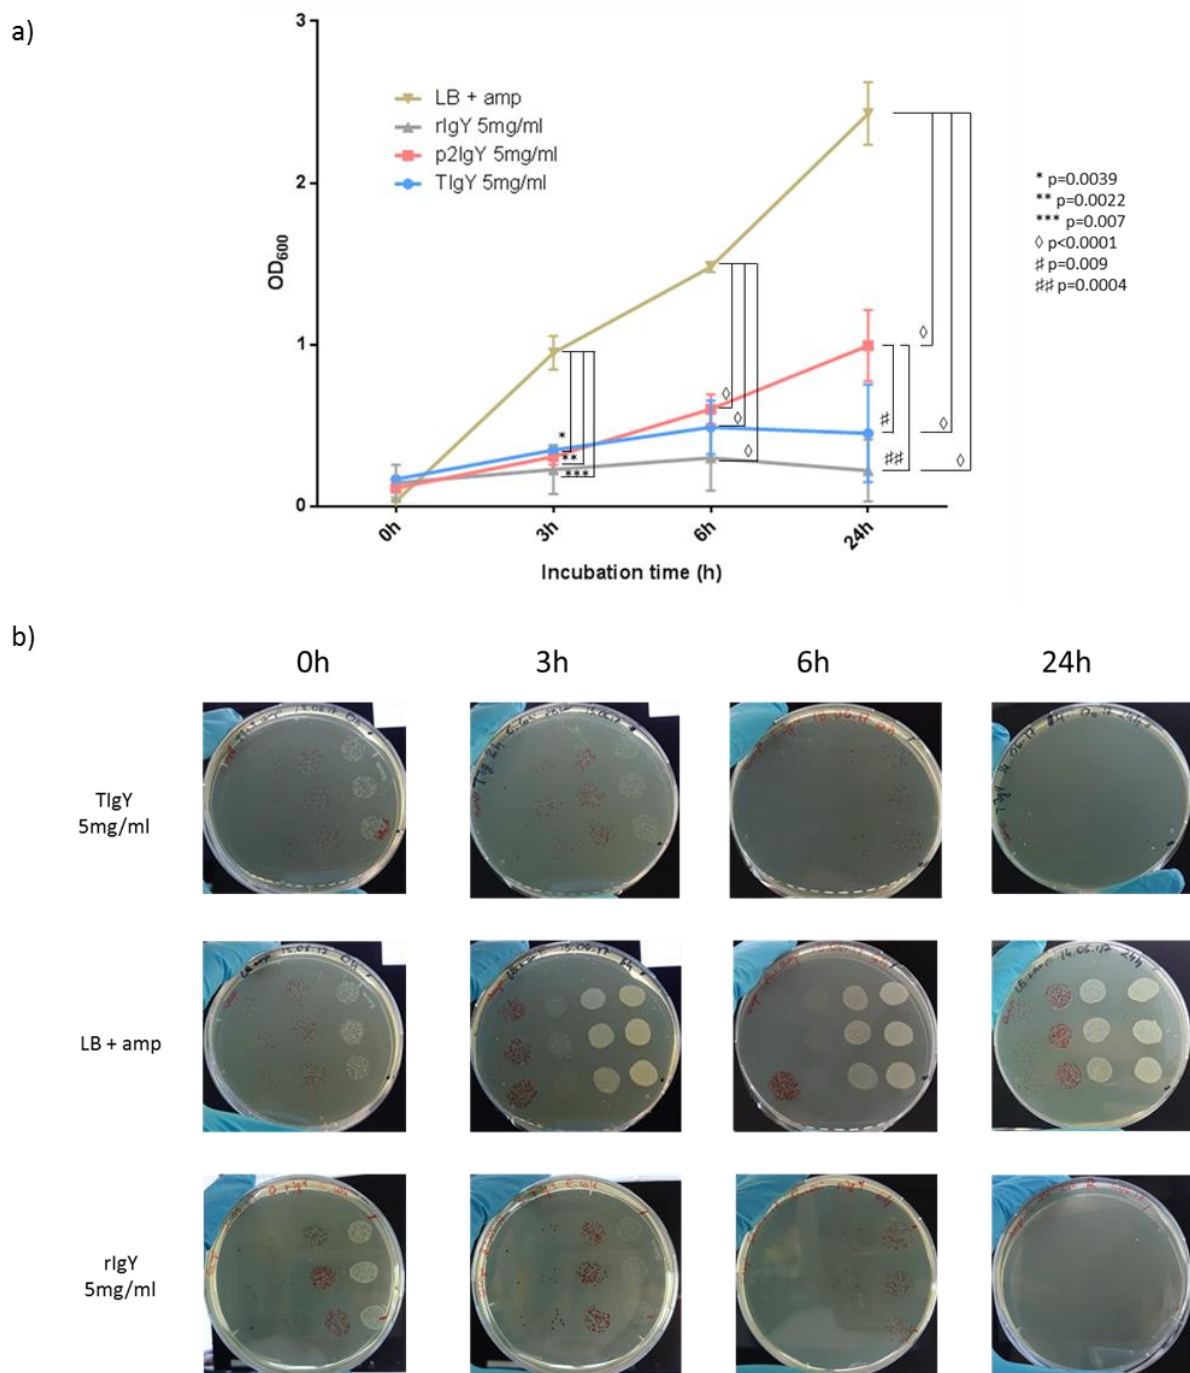 a)
3
2
1
0
OD600
LB + amp
rIgY 5mg/ml
p2IgY 5mg/ml
TIgY 5mg/ml
* p=0.0039
** p=0.0022
*** p=0.007
◊ p<0.0001
♯ p=0.009
♯♯ p=0.0004
*
**
***
◊
◊
◊
◊
♯
◊
♯♯
◊
0h
3h
6h
24h
Incubation time (h)
b)
0h
3h
6h
24h
TIgY
5mg/ml
LB + amp
rIgY
5mg/ml